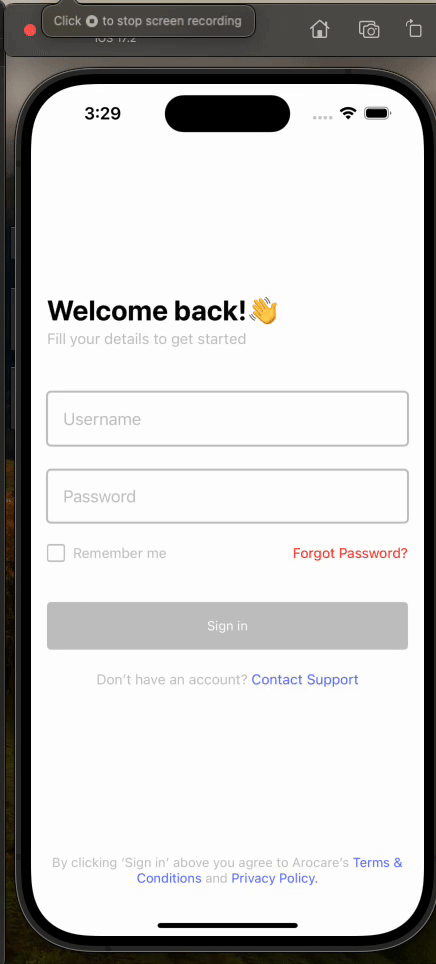 Click to stop screen recording
iOS 17.2
3:29
Welcome back!👋
Fill your details to get started
Username
Password
Remember me
Forgot Password?
Sign in
Don't have an account? Contact Support
By clicking ‘Sign in’ above you agree to Arocare's Terms &
Conditions and Privacy Policy.